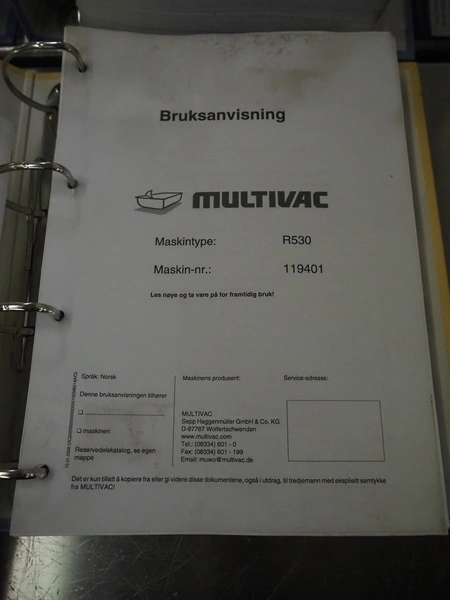 Bruksanvisning
MULTIVAC
Maskintype: R530
Maskin-nr.: 119401
Les nøye og ta vare på for framtidig bruk!
Språk: Norsk
Denne bruksanvisningen tilhører
maskinen
Reservedelskatalog, se egen
mappe
Maskinens produsent:
MULTIVAC
Sepp Haggenmüller GmbH & Co. KG
D-87787 Wolfertschwenden
www.multivac.com
Tel.: (08334) 601 - 0
Fax: (08334) 601 - 199
Email: muwo@multivac.de
Service-adresse:
Det er kun tillatt å kopiere fra eller gi videre disse dokumentene, også i utdrag, til tredjemann med eksplisitt samtykke
fra MULTIVAC!